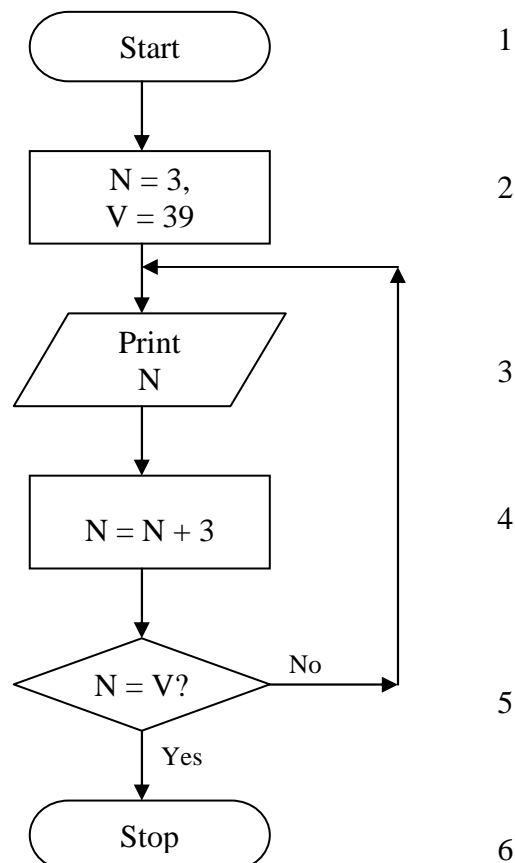 Start
1
N = 3,
V = 39
2
Print
N
3
N = N + 3
4
No
N = V?
5
Yes
Stop
6